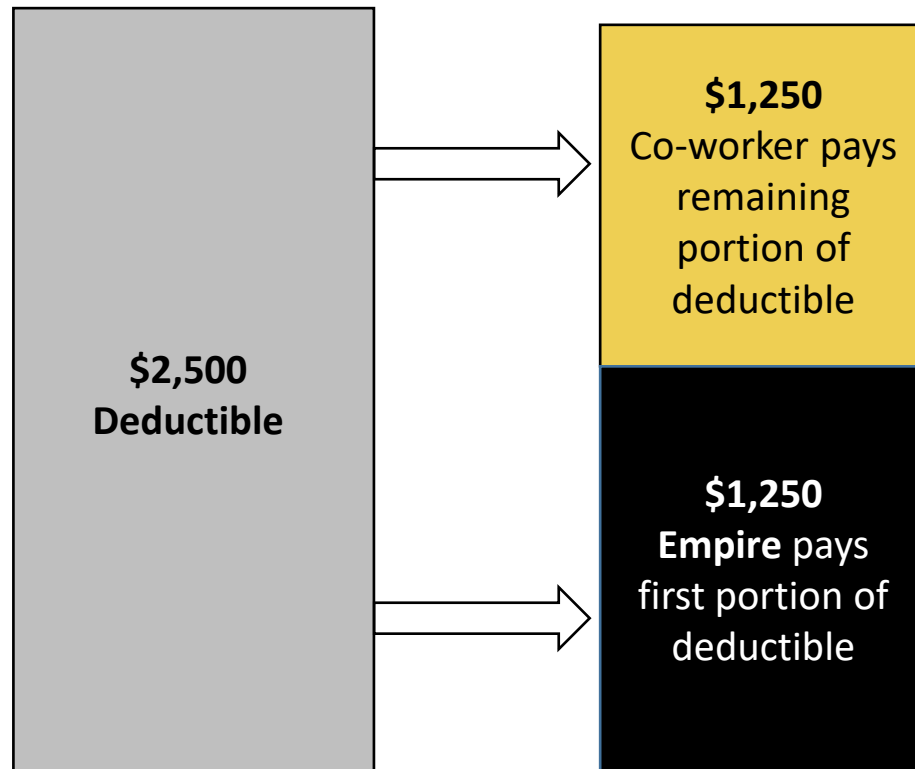 $2,500
Deductible
$1,250
Co-worker pays
remaining
portion of
deductible
$1,250
Empire pays
first portion of
deductible